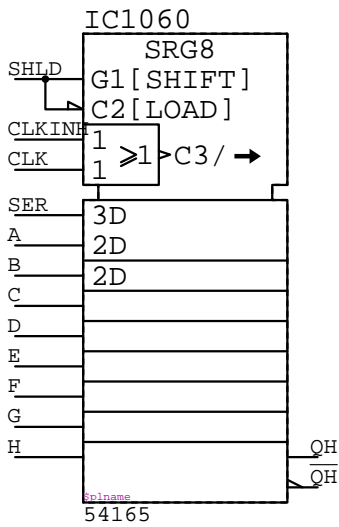 IC1060
SRG8
SHLD
G1[SHIFT]
C2[LOAD]
CLKINH
1
≥1
C3/ →
CLK
1
SER
3D
A
2D
B
2D
C
D
E
F
G
H
QH
QH
$plname
54165